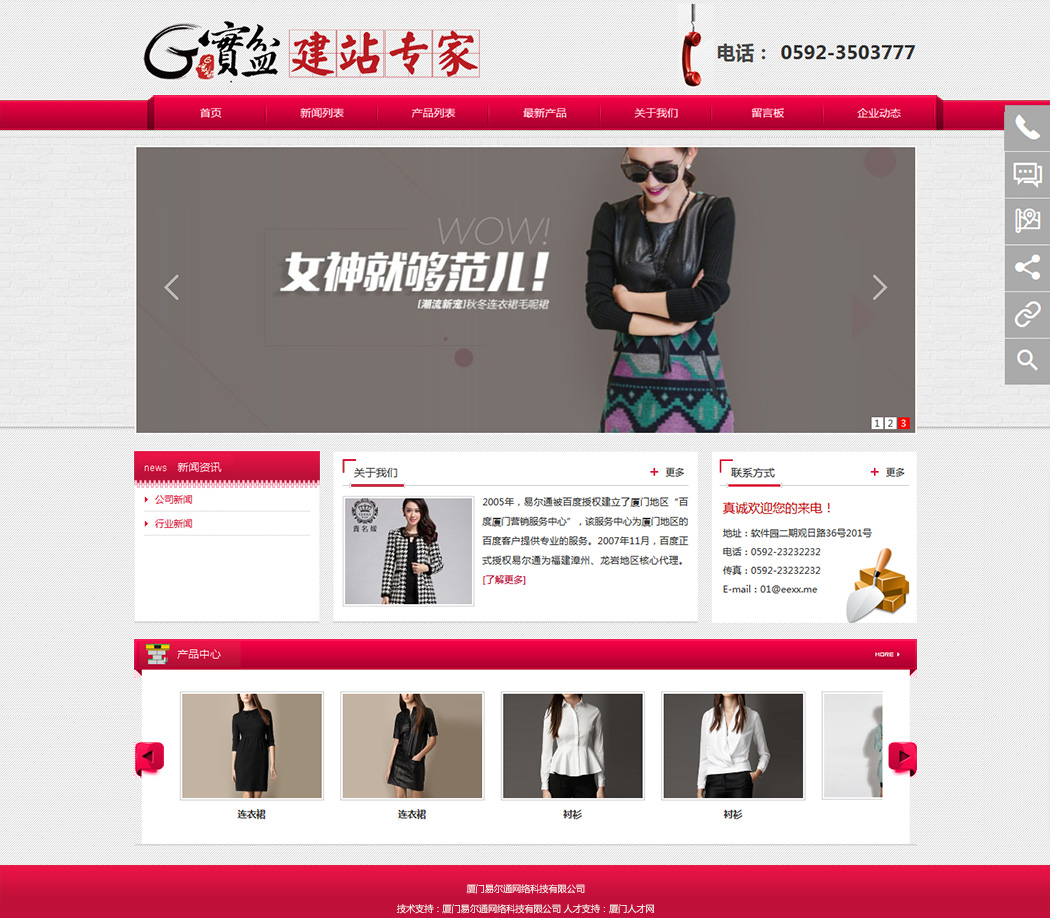 G寶盆 建站专家
电话： 0592-3503777
首页 新闻列表 产品列表 最新产品 关于我们 留言板 企业动态
WOW!
女神就够范儿！
[潮流新宠]秋冬连衣裙毛呢裙
1 2 3
news 新闻资讯
公司新闻
行业新闻
关于我们 + 更多
貴名媛
2005年，易尔通被百度授权建立了厦门地区“百
度厦门营销服务中心”，该服务中心为厦门地区的
百度客户提供专业的服务。2007年11月，百度正
式授权易尔通为福建漳州、龙岩地区核心代理。
[了解更多]
联系方式 + 更多
真诚欢迎您的来电！
地址：软件园二期观日路36号201号
电话：0592-23232232
传真：0592-23232232
E-mail：01@eexx.me
产品中心 MORE
连衣裙 连衣裙 衬衫 衬衫
厦门易尔通网络科技有限公司
技术支持：厦门易尔通网络科技有限公司 人才支持：厦门人才网